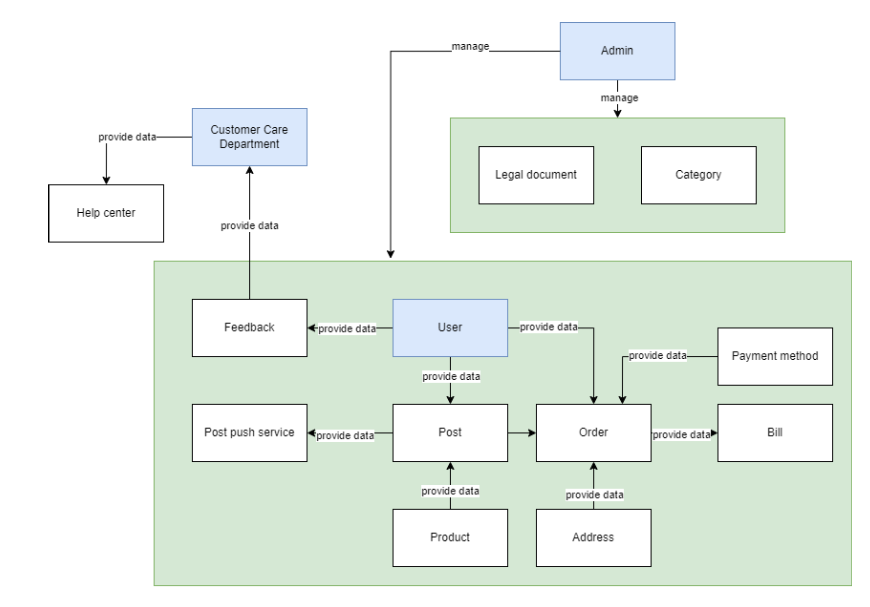 manage
Admin
manage
Customer Care
Department
provide data
Legal document
Category
Help center
provide data
Feedback
provide data
User
provide data
provide data
Payment method
provide data
Post push service
provide data
Post
Order
provide data
Bill
provide data
provide data
Product
Address